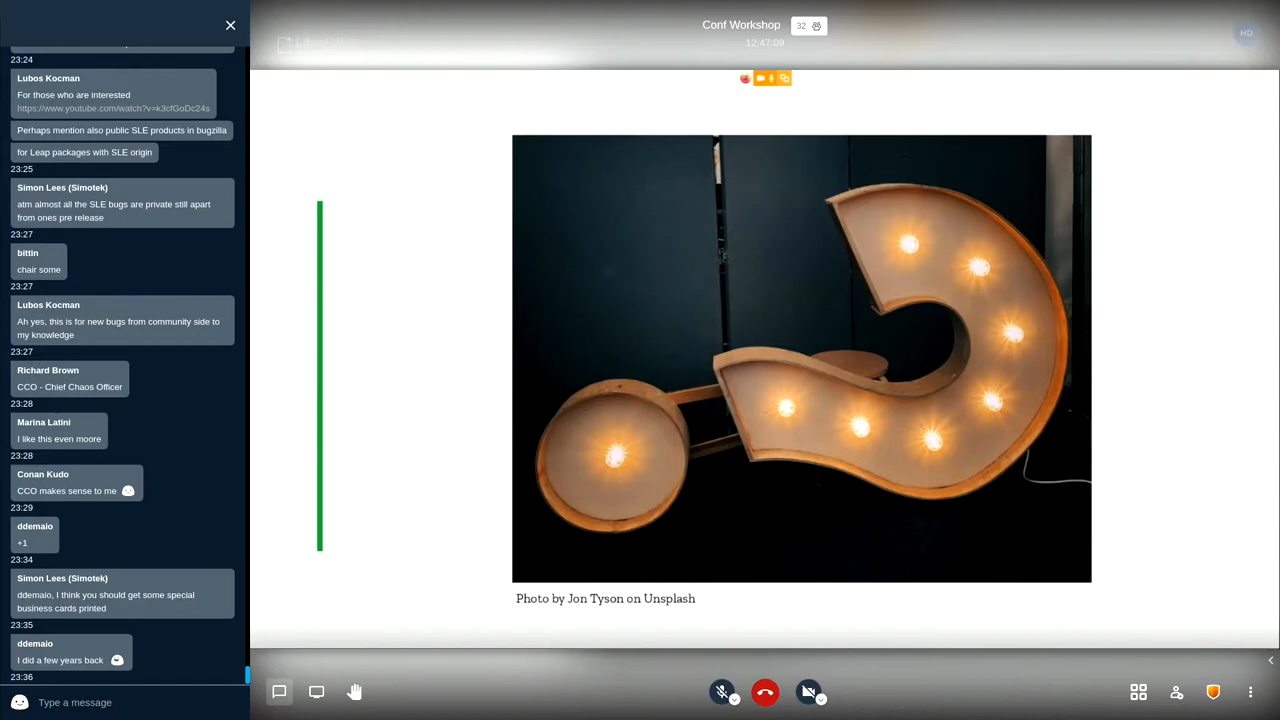 23:24
Lubos Kocman
For those who are interested
https://www.youtube.com/watch?v=k3cfGoDc24s
Perhaps mention also public SLE products in bugzilla
for Leap packages with SLE origin
23:25
Simon Lees (Simotek)
atm almost all the SLE bugs are private still apart
from ones pre release
23:27
bittin
chair some
23:27
Lubos Kocman
Ah yes, this is for new bugs from community side to
my knowledge
23:27
Richard Brown
CCO - Chief Chaos Officer
23:28
Marina Latini
I like this even moore
23:28
Conan Kudo
CCO makes sense to me
23:29
ddemaio
+1
23:34
Simon Lees (Simotek)
ddemaio, I think you should get some special
business cards printed
23:35
ddemaio
I did a few years back
23:36
Type a message
Conf Workshop
32
12:47:09
HD
Photo by Jon Tyson on Unsplash